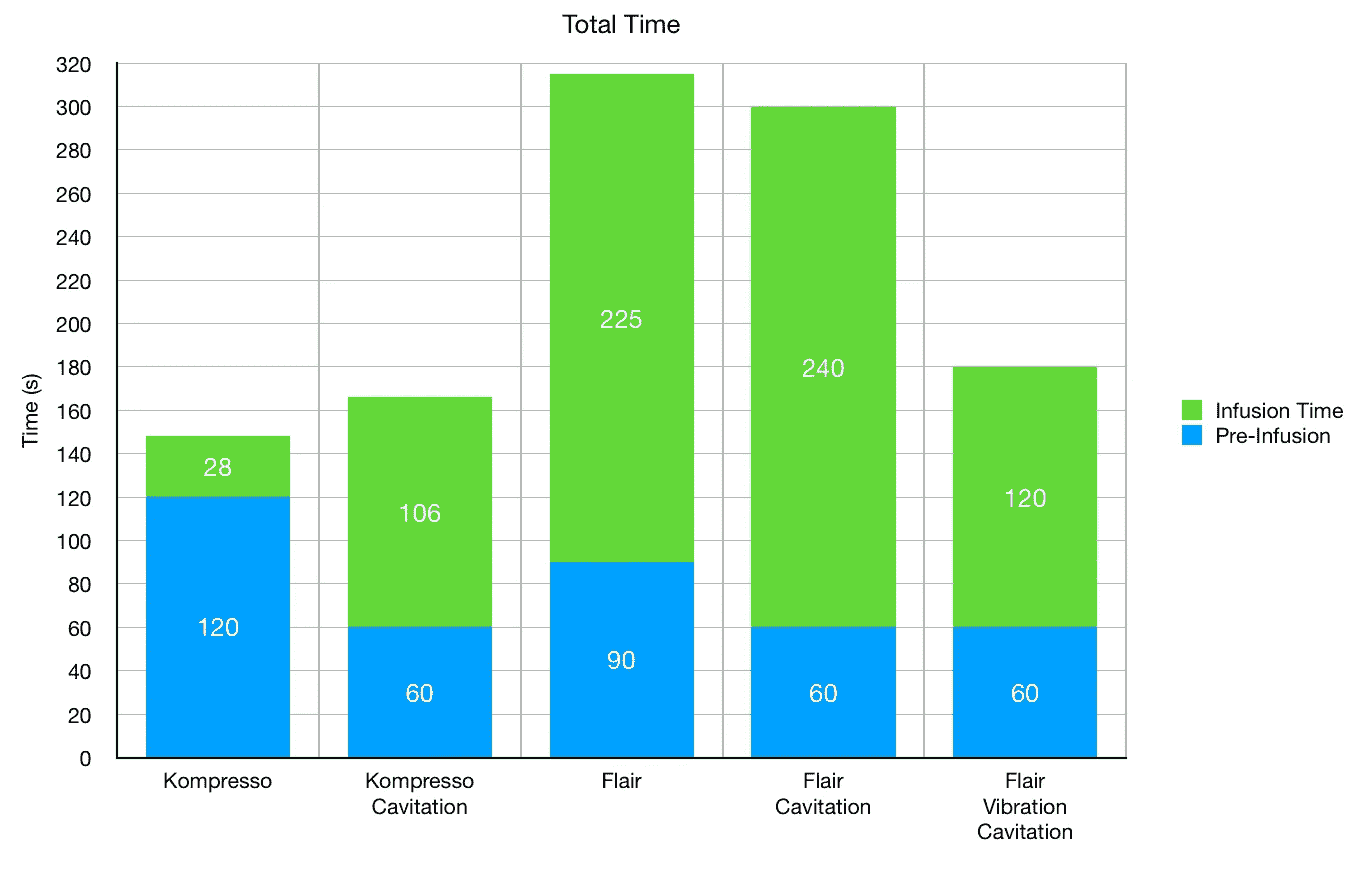 Total Time
320
300
280
260
240
220
200
180
160
140
120
100
80
60
40
20
0
Time (s)
28
120
106
60
225
90
240
60
120
60
Kompresso
Kompresso
Cavitation
Flair
Flair
Cavitation
Flair
Vibration
Cavitation
Infusion Time
Pre-Infusion